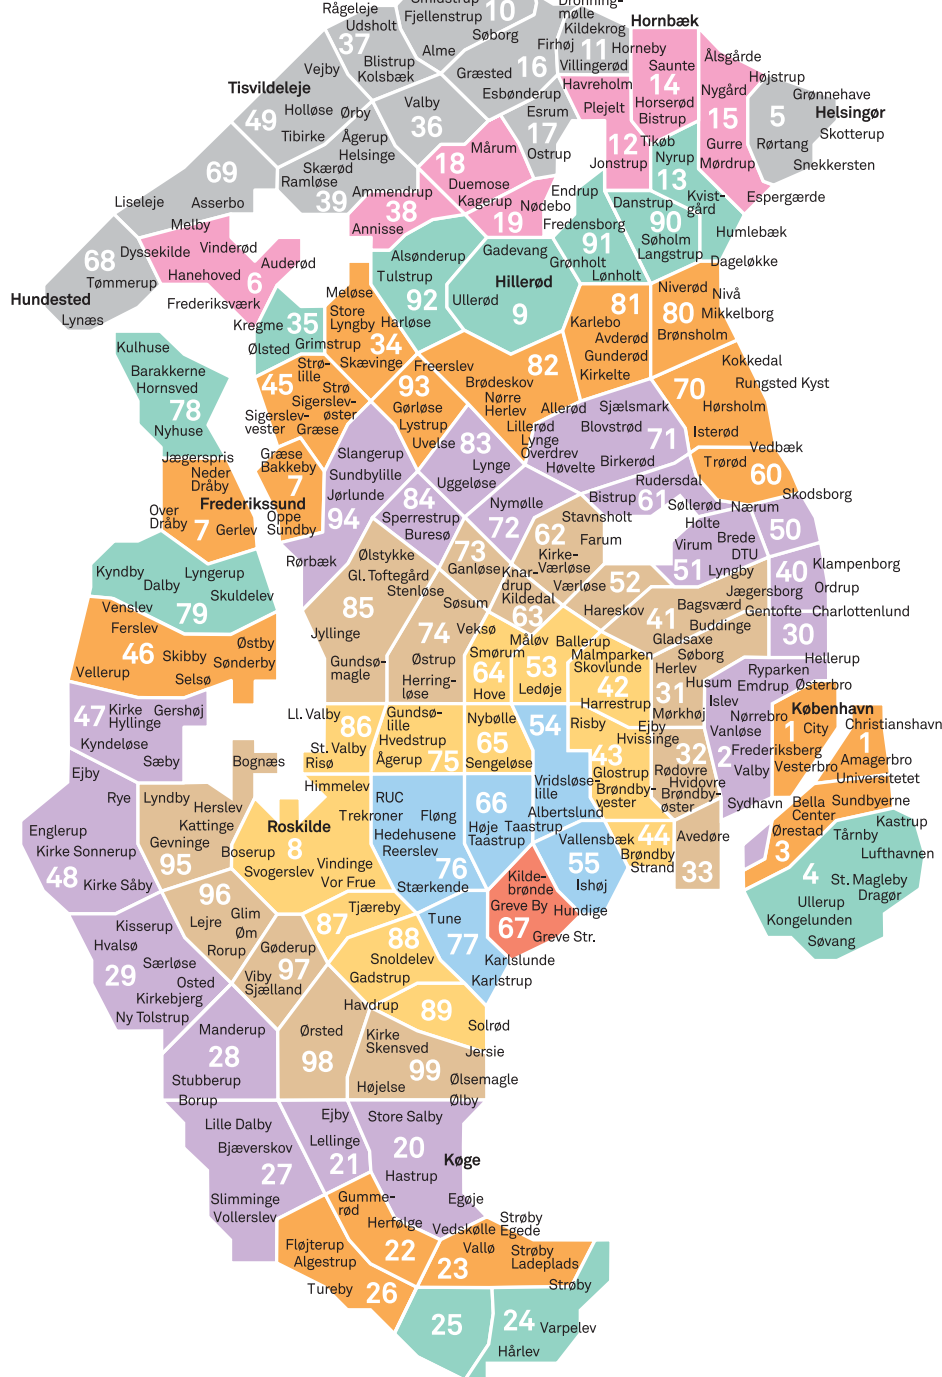 Rågeleje
Udsholt
37
Fjellenstrup
10
Søborg
Dronning-
mølle
Kildekrog
Firhøj
11
Villingerød
Hornbæk
Horneby
Saunte
14
Horserød
Bistrup
Ålsgårde
Nygård
15
Gurre
Mørdrup
Højstrup
Grønnehave
5
Helsingør
Skotterup
Rørtang
Snekkersten
Espergærde
Vejby
Blistrup
Kolsbæk
Alme
16
Græsted
Esbønderup
Havreholm
Plejelt
12
Jonstrup
Tikøb
Nyrup
13
Tisvildeleje
49
Holløse
Ørby
Tibirke
Ågerup
Helsinge
Valby
36
Esrum
17
Ostrup
69
Skærød
Ramløse
39
18
Mårum
Duemose
Kagerup
19
Nødebo
Ammendrup
38
Annisse
Endrup
Fredensborg
91
Grønholt
Lønholt
Danstrup
90
Søholm
Langstrup
Kvist-
gård
Humlebæk
Dageløkke
Liseleje
Asserbo
Melby
68
Dyssekilde
Tømmerup
Hundested
Lynæs
Vinderød
Auderød
Hanehoved
6
Frederiksværk
Alsønderup
Tulstrup
92
Harløse
Gadevang
Hillerød
Ullerød
9
Kregme
35
Ølsted
Grimstrup
Meløse
Store
Lyngby
34
Skævinge
81
Karlebo
Avderød
Gunderød
Kirkelte
Niverød
Nivå
80
Mikkelborg
Brønsholm
Kulhuse
Barakkerne
Hornsved
78
Nyhuse
Jægerspris
45
Strø-
lille
Strø
Sigerslev-
øster
Sigerslev-
vester
Græse
Freerslev
93
Gørløse
Lystrup
Uvelse
82
Brødeskov
Nørre
Herlev
Allerød
Lillerød
Lynge
Overdrev
Kokkedal
70
Rungsted Kyst
Hørsholm
Isterød
Vedbæk
Trørød
60
Skodsborg
Sjælsmark
Blovstrød
71
Birkerød
Høvelte
Neder
Dråby
Over
Dråby
7
Gerlev
Frederikssund
Græse
Bakkeby
7
Oppe
Sundby
Slangerup
Sundbylille
Jørlunde
94
Rørbæk
83
Lynge
Uggeløse
84
Sperrestrup
Buresø
Nymølle
72
Rudersdal
Bistrup
61
Søllerød
Nærum
50
Stavnsholt
62
Farum
Kirke-
Værløse
Værløse
Holte
Virum
Brede
DTU
51
Lyngby
40
Klampenborg
Ordrup
Kyndby
Dalby
Lyngerup
Skuldelev
79
Venslev
Ferslev
46
Vellerup
Skibby
Selsø
Østby
Sønderby
Ølstykke
Gl. Toftegård
Stenløse
85
Jyllinge
Gundsø-
magle
73
Ganløse
Søsum
Knar-
drup
Kildedal
63
Veksø
74
Østrup
Herring-
løse
Smørum
64
Hove
Måløv
53
Ledøje
Ballerup
Malmparken
Skovlunde
42
Harrestrup
52
Hareskov
41
Bagsværd
Buddinge
Gladsaxe
Søborg
Jægersborg
Gentofte
Charlottenlund
30
Hellerup
Herlev
31
Mørkhøj
Husum
Islev
Ryparken
Emdrup
Østerbro
Nørrebro
Vanløse
2
Frederiksberg
Valby
Sydhavn
København
1
City
Vesterbro
Christianshavn
1
Amagerbro
Universitetet
47
Kirke
Hyllinge
Gershøj
Kyndeløse
Sæby
Ejby
Rye
Englerup
Kirke Sonnerup
48
Kirke Såby
Bognæs
Ll. Valby
86
St. Valby
Risø
Himmelev
Gundsø-
lille
Hvedstrup
Ågerup
75
Nybølle
65
Sengeløse
54
Vridsløse-
lille
Albertslund
Risby
43
Glostrup
Brøndby-
vester
Ejby
Hvissinge
32
Rødovre
Hvidovre
Brøndby-
øster
Lyndby
Herslev
Kattinge
Gevninge
95
Boserup
Svogerslev
Roskilde
8
Vindinge
Vor Frue
RUC
Trekroner
Fløng
Hedehusene
Reerslev
76
Stærkende
66
Høje
Taastrup
Taastrup
Vallensbæk
55
Ishøj
44
Brøndby
Strand
Avedøre
33
Bella
Center
Sundbyerne
Ørestad
3
Kastrup
Tårnby
Lufthavnen
4
St. Magleby
Dragør
Ullerup
Kongelunden
Søvang
Kilde-
brønde
Greve By
67
Hundige
Greve Str.
Karlslunde
Karlstrup
Tune
77
96
Lejre
Glim
Øm
Rorup
Tjæreby
87
88
Snoldelev
Gadstrup
Gøderup
97
Viby
Sjælland
Kisserup
Hvalsø
29
Særløse
Osted
Kirkebjerg
Ny Tolstrup
Havdrup
89
Solrød
Jersie
Manderup
28
Stubberup
Borup
Ørsted
98
Kirke
Skensved
99
Højelse
Ølsemagle
Ølby
Lille Dalby
Bjæverskov
27
Slimminge
Vollerslev
Ejby
Lellinge
21
Store Salby
20
Køge
Hastrup
Egøje
Gumme-
rød
Herfølge
22
Vedskølle
Strøby
Egede
Vallø
23
Strøby
Ladeplads
Strøby
Fløjterup
Algestrup
Tureby
26
25
24
Varpelev
Hårlev